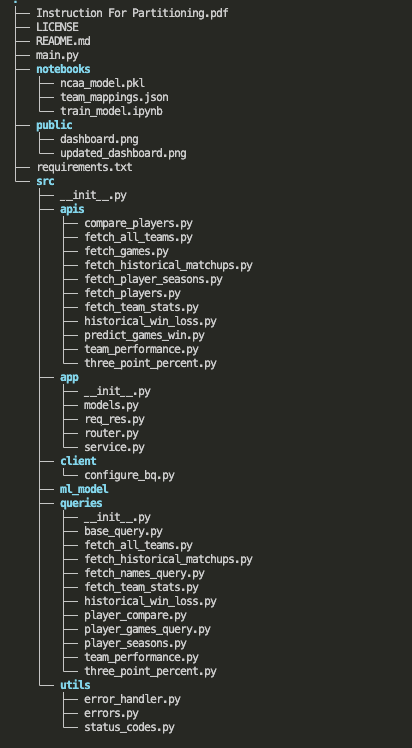 .
├── Instruction For Partitioning.pdf
├── LICENSE
├── README.md
├── main.py
├── notebooks
│   ├── ncaa_model.pkl
│   ├── team_mappings.json
│   └── train_model.ipynb
├── public
│   ├── dashboard.png
│   └── updated_dashboard.png
├── requirements.txt
└── src
    ├── __init__.py
    ├── apis
    │   ├── compare_players.py
    │   ├── fetch_all_teams.py
    │   ├── fetch_games.py
    │   ├── fetch_historical_matchups.py
    │   ├── fetch_player_seasons.py
    │   ├── fetch_players.py
    │   ├── fetch_team_stats.py
    │   ├── historical_win_loss.py
    │   ├── predict_games_win.py
    │   ├── team_performance.py
    │   └── three_point_percent.py
    ├── app
    │   ├── __init__.py
    │   ├── models.py
    │   ├── req_res.py
    │   ├── router.py
    │   └── service.py
    ├── client
    │   └── configure_bq.py
    ├── ml_model
    ├── queries
    │   ├── __init__.py
    │   ├── base_query.py
    │   ├── fetch_all_teams.py
    │   ├── fetch_historical_matchups.py
    │   ├── fetch_names_query.py
    │   ├── fetch_team_stats.py
    │   ├── historical_win_loss.py
    │   ├── player_compare.py
    │   ├── player_games_query.py
    │   ├── player_seasons.py
    │   ├── team_performance.py
    │   └── three_point_percent.py
    └── utils
        ├── error_handler.py
        ├── errors.py
        └── status_codes.py